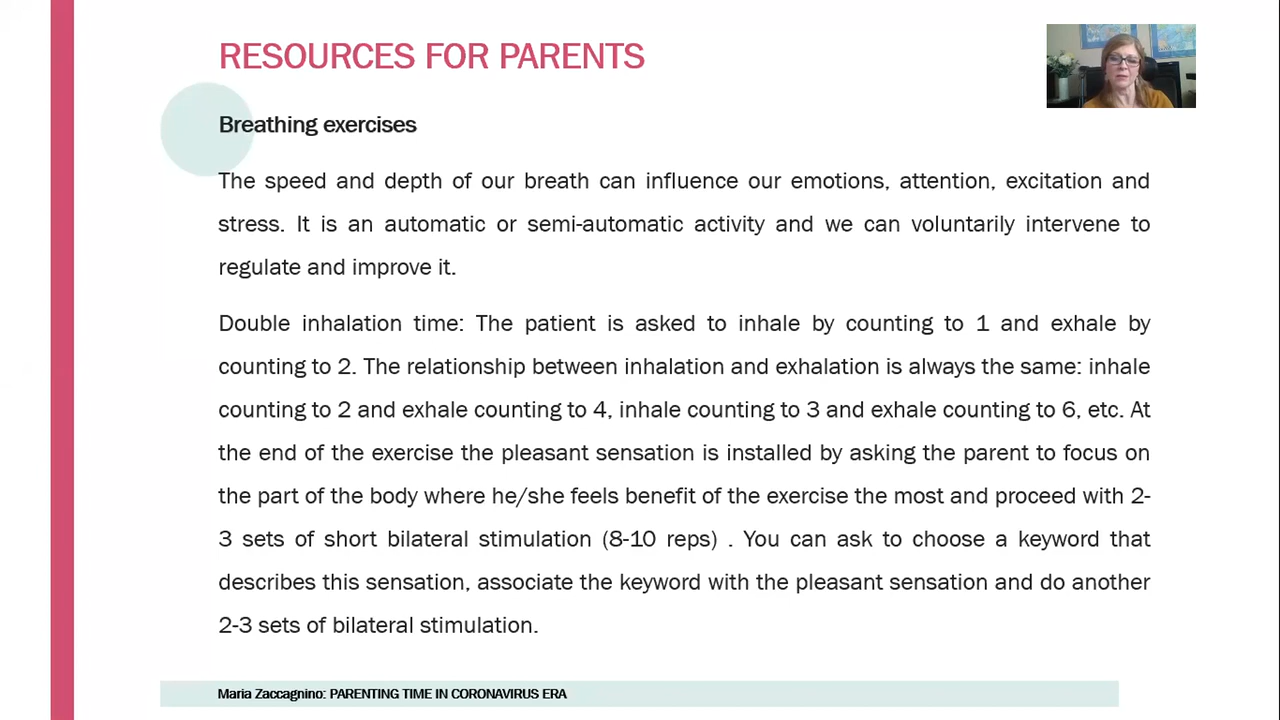 RESOURCES FOR PARENTS
Breathing exercises
The speed and depth of our breath can influence our emotions, attention, excitation and
stress. It is an automatic or semi-automatic activity and we can voluntarily intervene to
regulate and improve it.
Double inhalation time: The patient is asked to inhale by counting to 1 and exhale by
counting to 2. The relationship between inhalation and exhalation is always the same: inhale
counting to 2 and exhale counting to 4, inhale counting to 3 and exhale counting to 6, etc. At
the end of the exercise the pleasant sensation is installed by asking the parent to focus on
the part of the body where he/she feels benefit of the exercise the most and proceed with 2-
3 sets of short bilateral stimulation (8-10 reps) . You can ask to choose a keyword that
describes this sensation, associate the keyword with the pleasant sensation and do another
2-3 sets of bilateral stimulation.
Maria Zaccagnino: PARENTING TIME IN CORONAVIRUS ERA